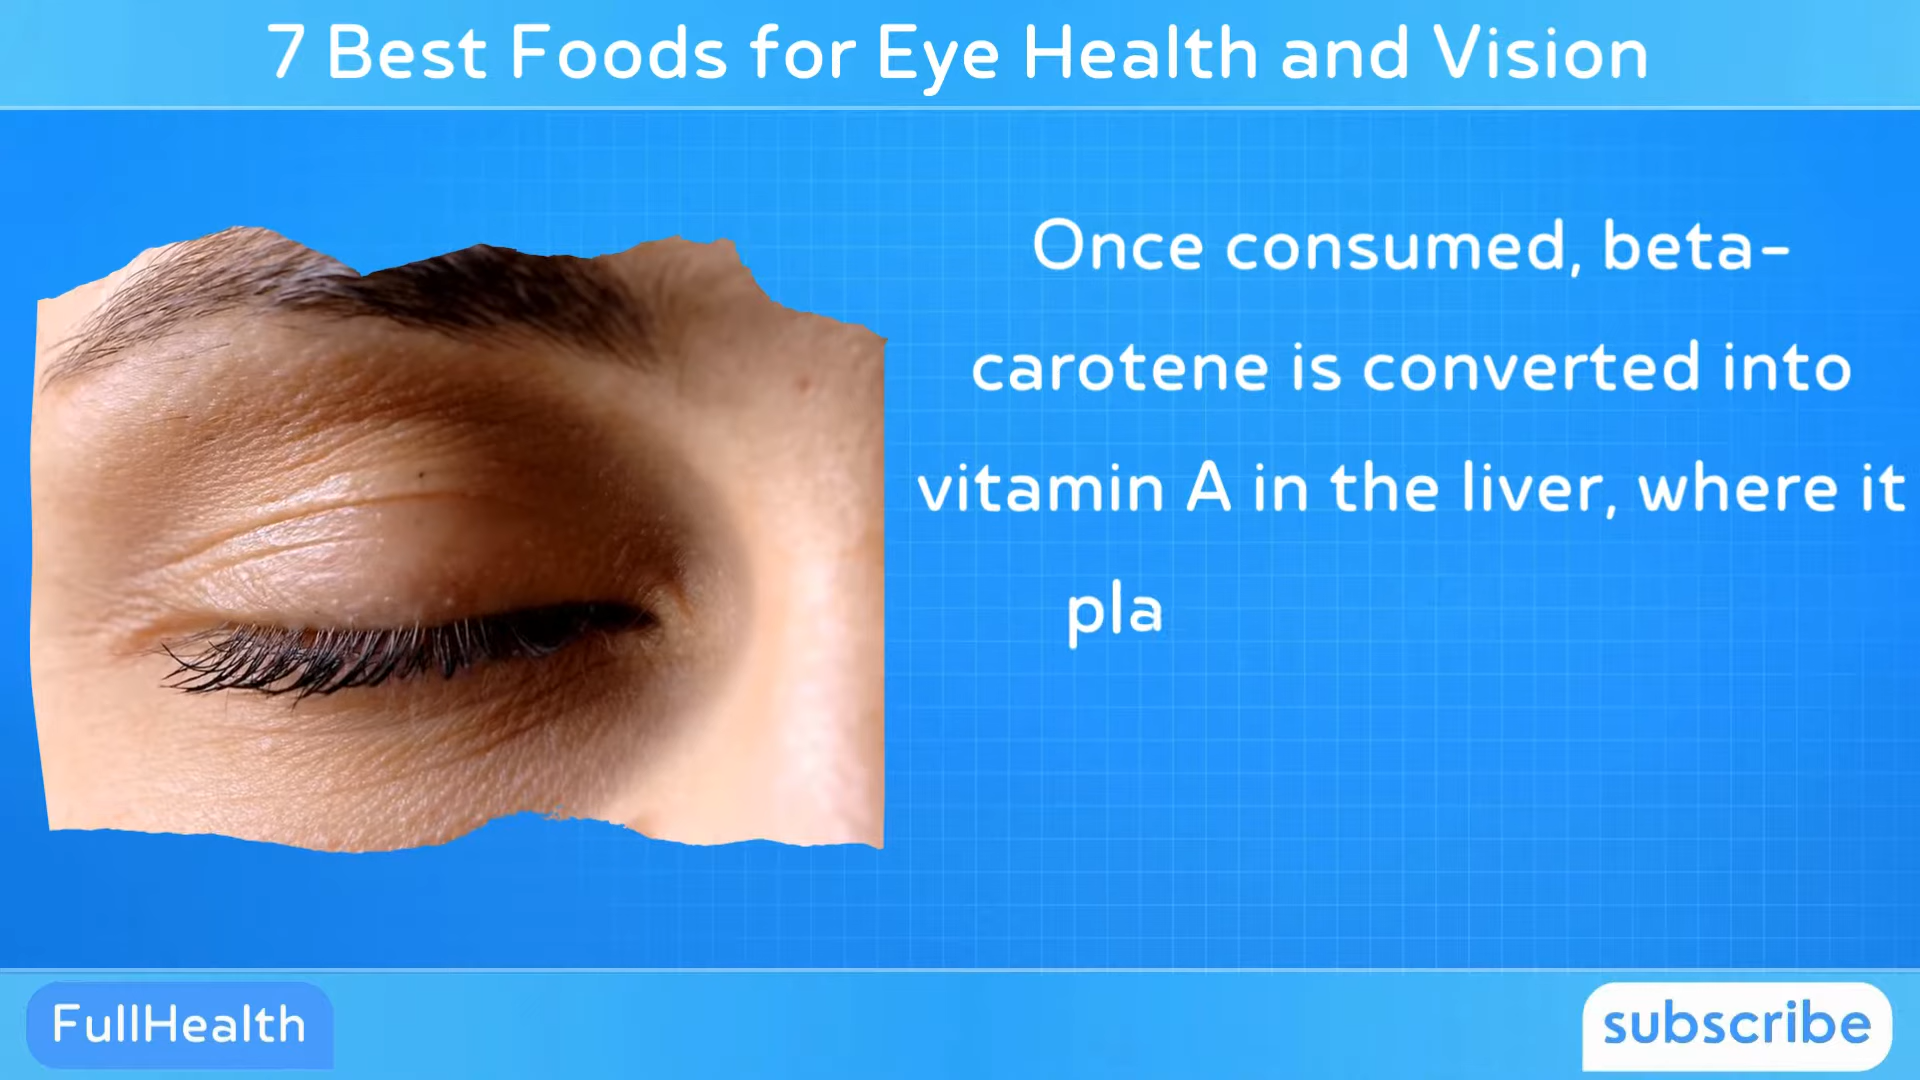 7 Best Foods for Eye Health and Vision
Once consumed, beta-
carotene is converted into
vitamin A in the liver, where it
pla
FullHealth
subscribe